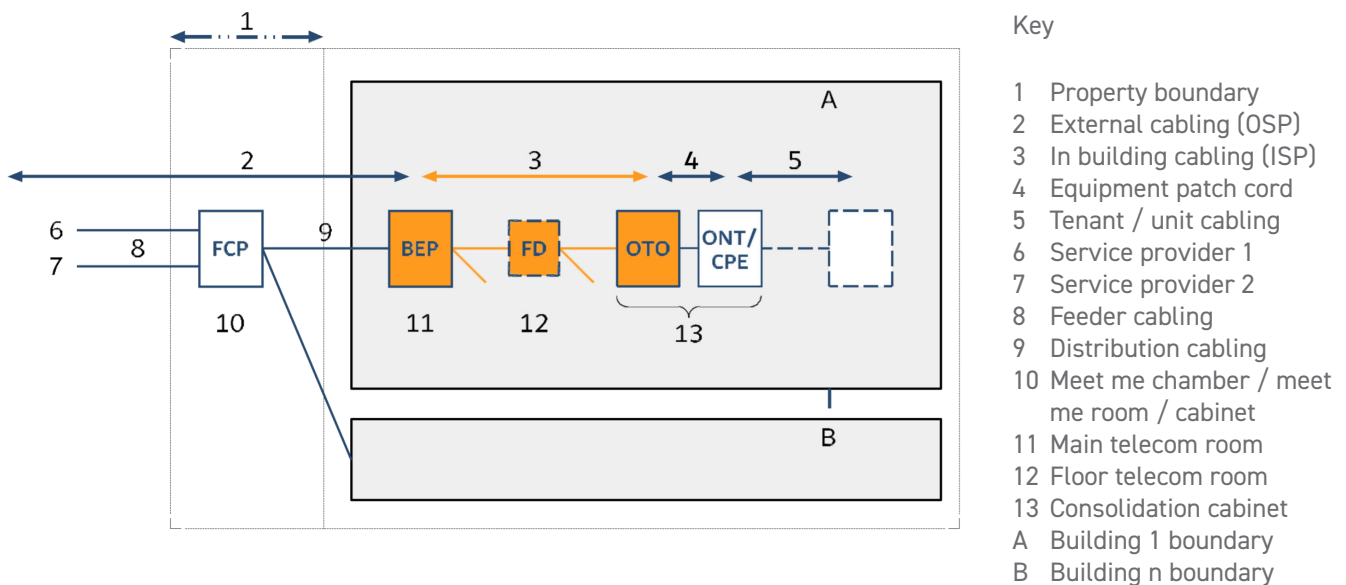 1
A
2
3
4
5
6
7
8
FCP
9
BEP
FD
OTO
ONT/
CPE
10
11
12
13
B
Key
1 Property boundary
2 External cabling (OSP)
3 In building cabling (ISP)
4 Equipment patch cord
5 Tenant / unit cabling
6 Service provider 1
7 Service provider 2
8 Feeder cabling
9 Distribution cabling
10 Meet me chamber / meet
me room / cabinet
11 Main telecom room
12 Floor telecom room
13 Consolidation cabinet
A Building 1 boundary
B Building n boundary